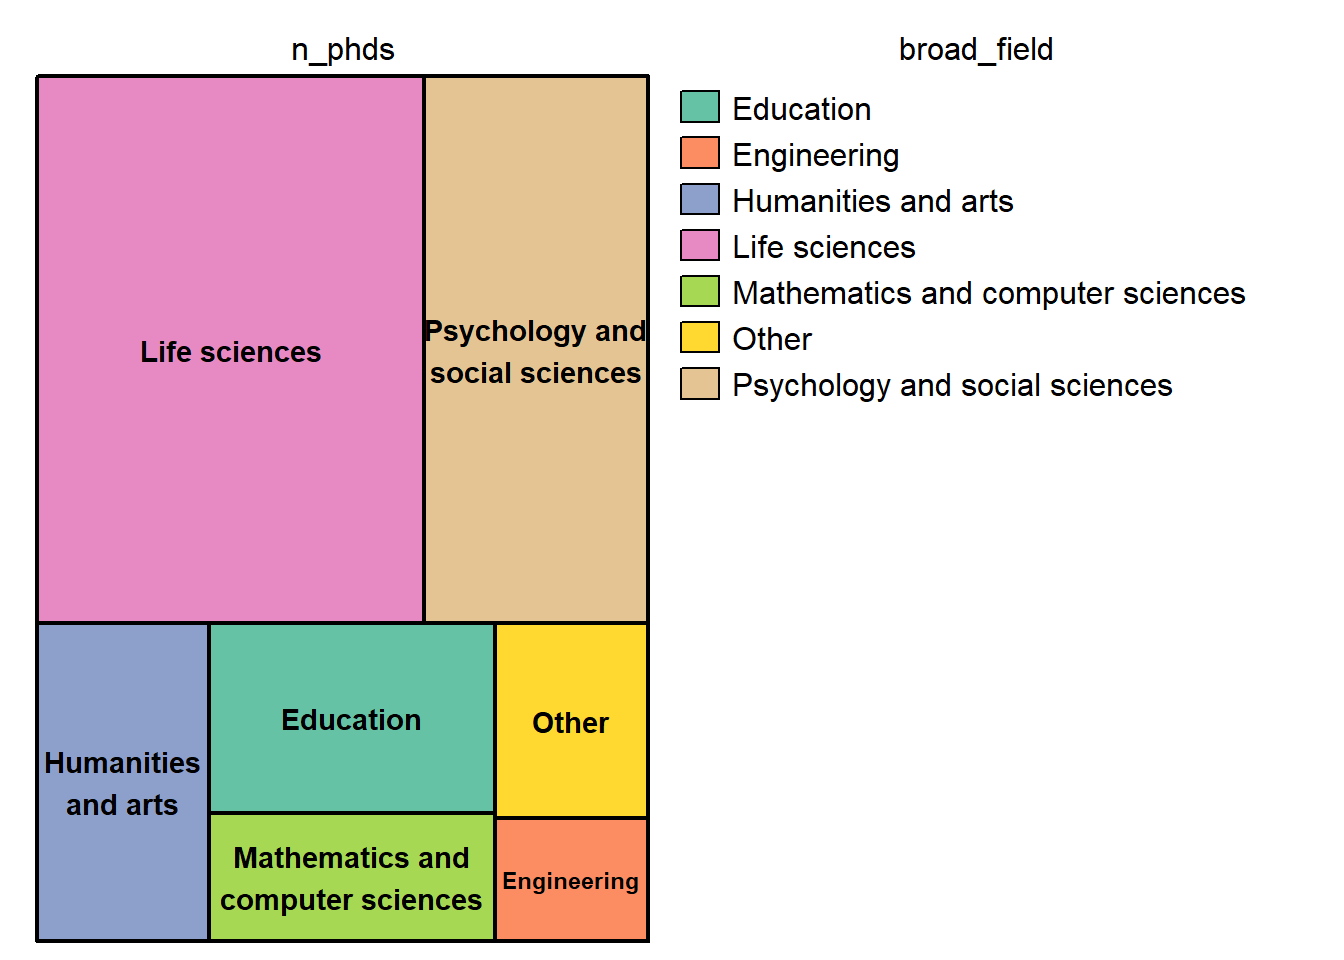 n_phds
Life sciences
Psychology and
social sciences
Humanities
and arts
Education
Mathematics and
computer sciences
Other
Engineering
broad_field
Education
Engineering
Humanities and arts
Life sciences
Mathematics and computer sciences
Other
Psychology and social sciences